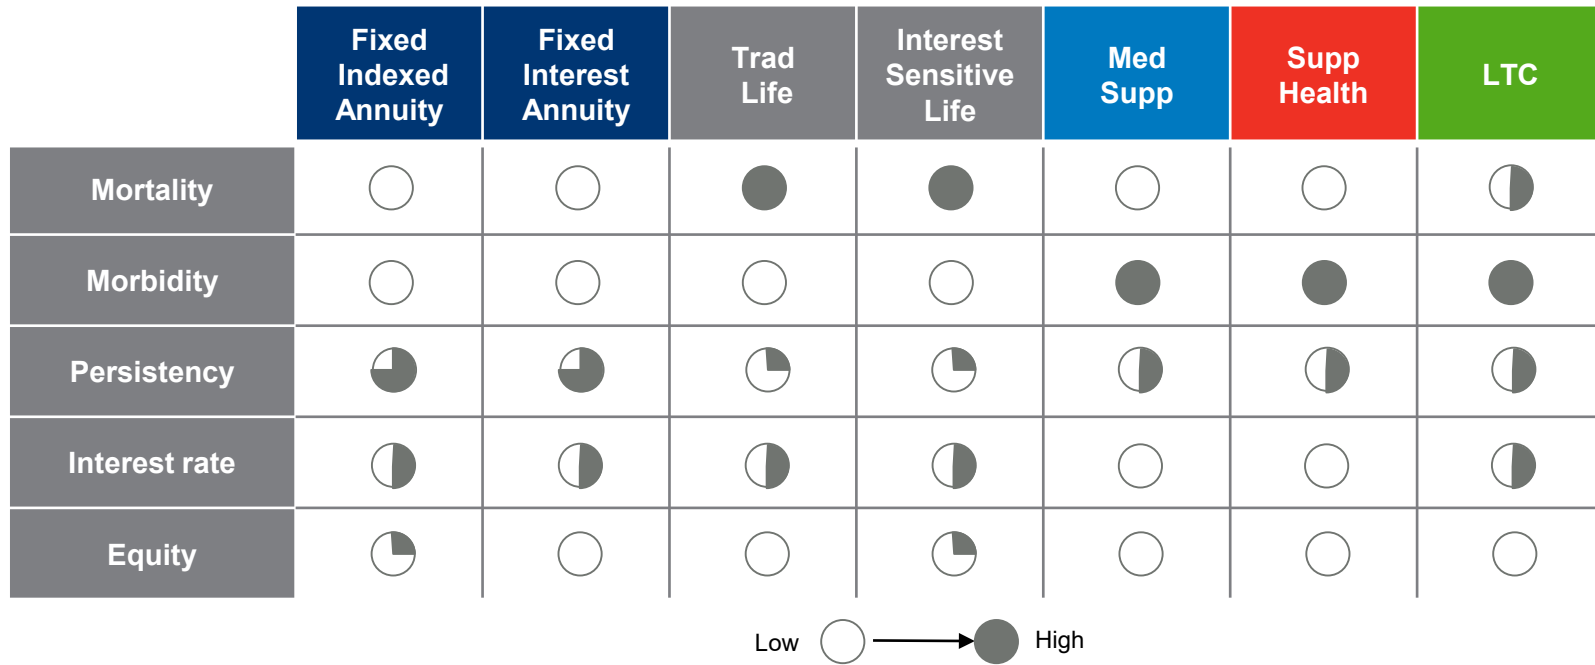 Fixed
Indexed
Annuity
Fixed
Interest
Annuity
Trad
Life
Interest
Sensitive
Life
Med
Supp
Supp
Health
LTC
Mortality
Morbidity
Persistency
Interest rate
Equity
Low
High